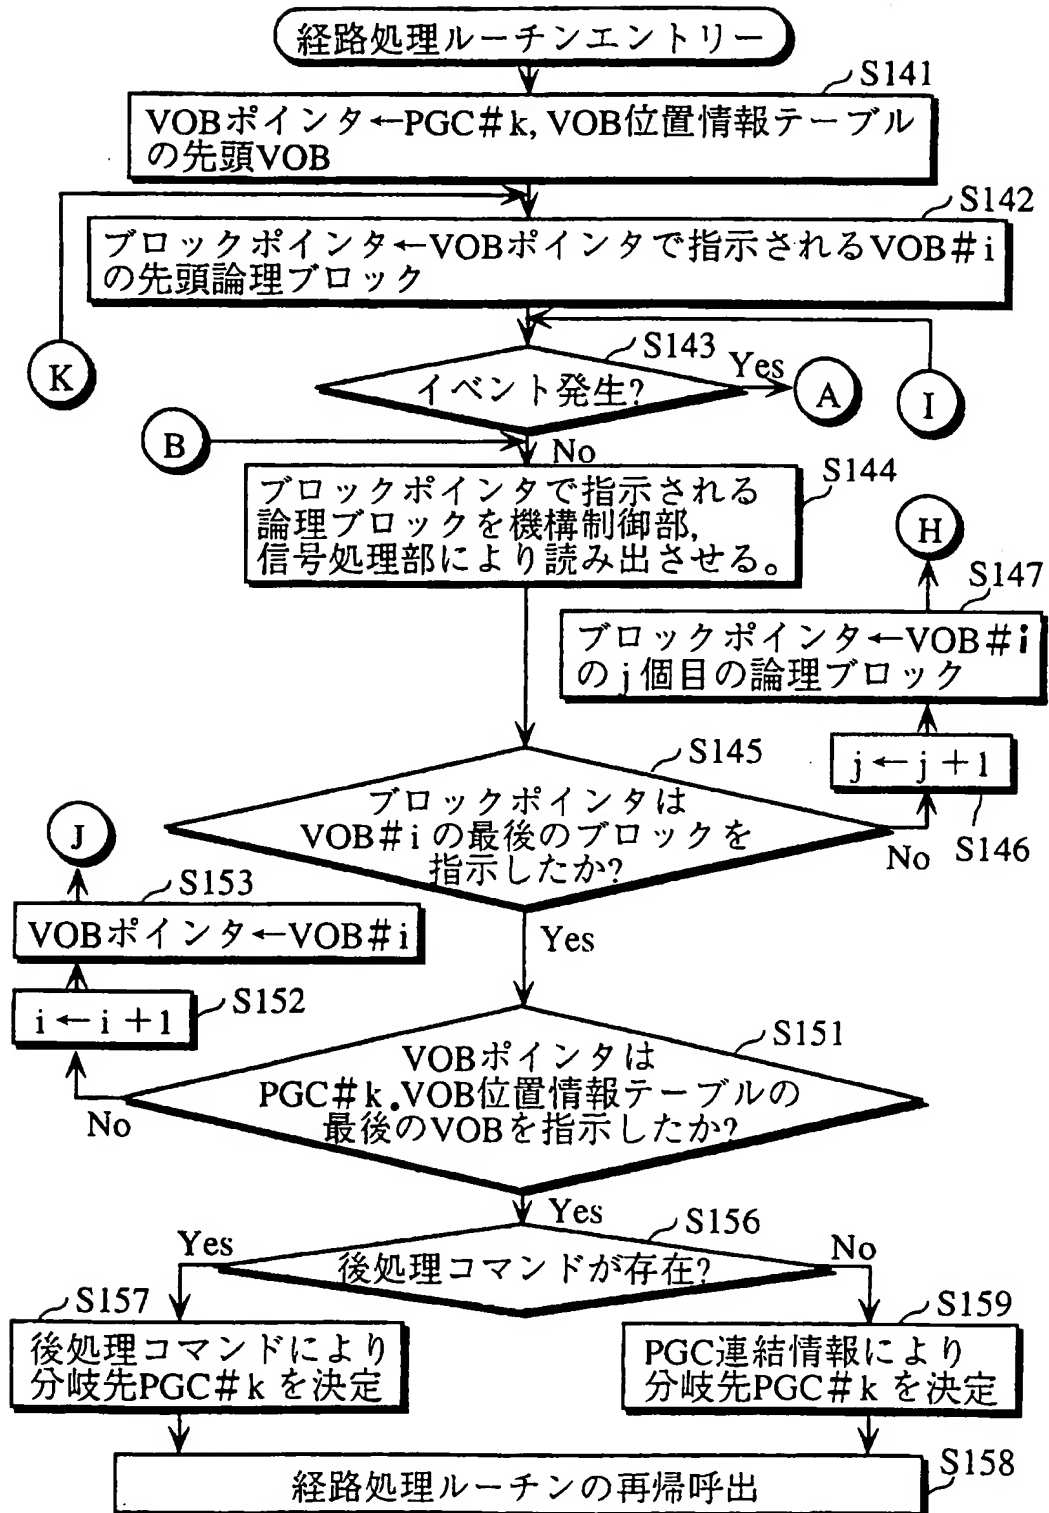 経路処理ルーチンエントリー
S141
VOBポインタ←PGC#k, VOB位置情報テーブル
の先頭VOB
S142
ブロックポインタ←VOBポインタで指示されるVOB#i
の先頭論理ブロック
K
S143
イベント発生?
Yes
A
I
B
No
S144
ブロックポインタで指示される
論理ブロックを機構制御部,
信号処理部により読み出させる。
H
S147
ブロックポインタ←VOB#i
のj個目の論理ブロック
S145
j←j+1
S146
ブロックポインタは
VOB#iの最後のブロックを
指示したか?
No
J
S153
VOBポインタ←VOB#i
Yes
S152
i←i+1
S151
VOBポインタは
PGC#k.VOB位置情報テーブルの
最後のVOBを指示したか?
No
Yes
S156
後処理コマンドが存在?
Yes
No
S157
後処理コマンドにより
分岐先PGC#kを決定
S159
PGC連結情報により
分岐先PGC#kを決定
S158
経路処理ルーチンの再帰呼出